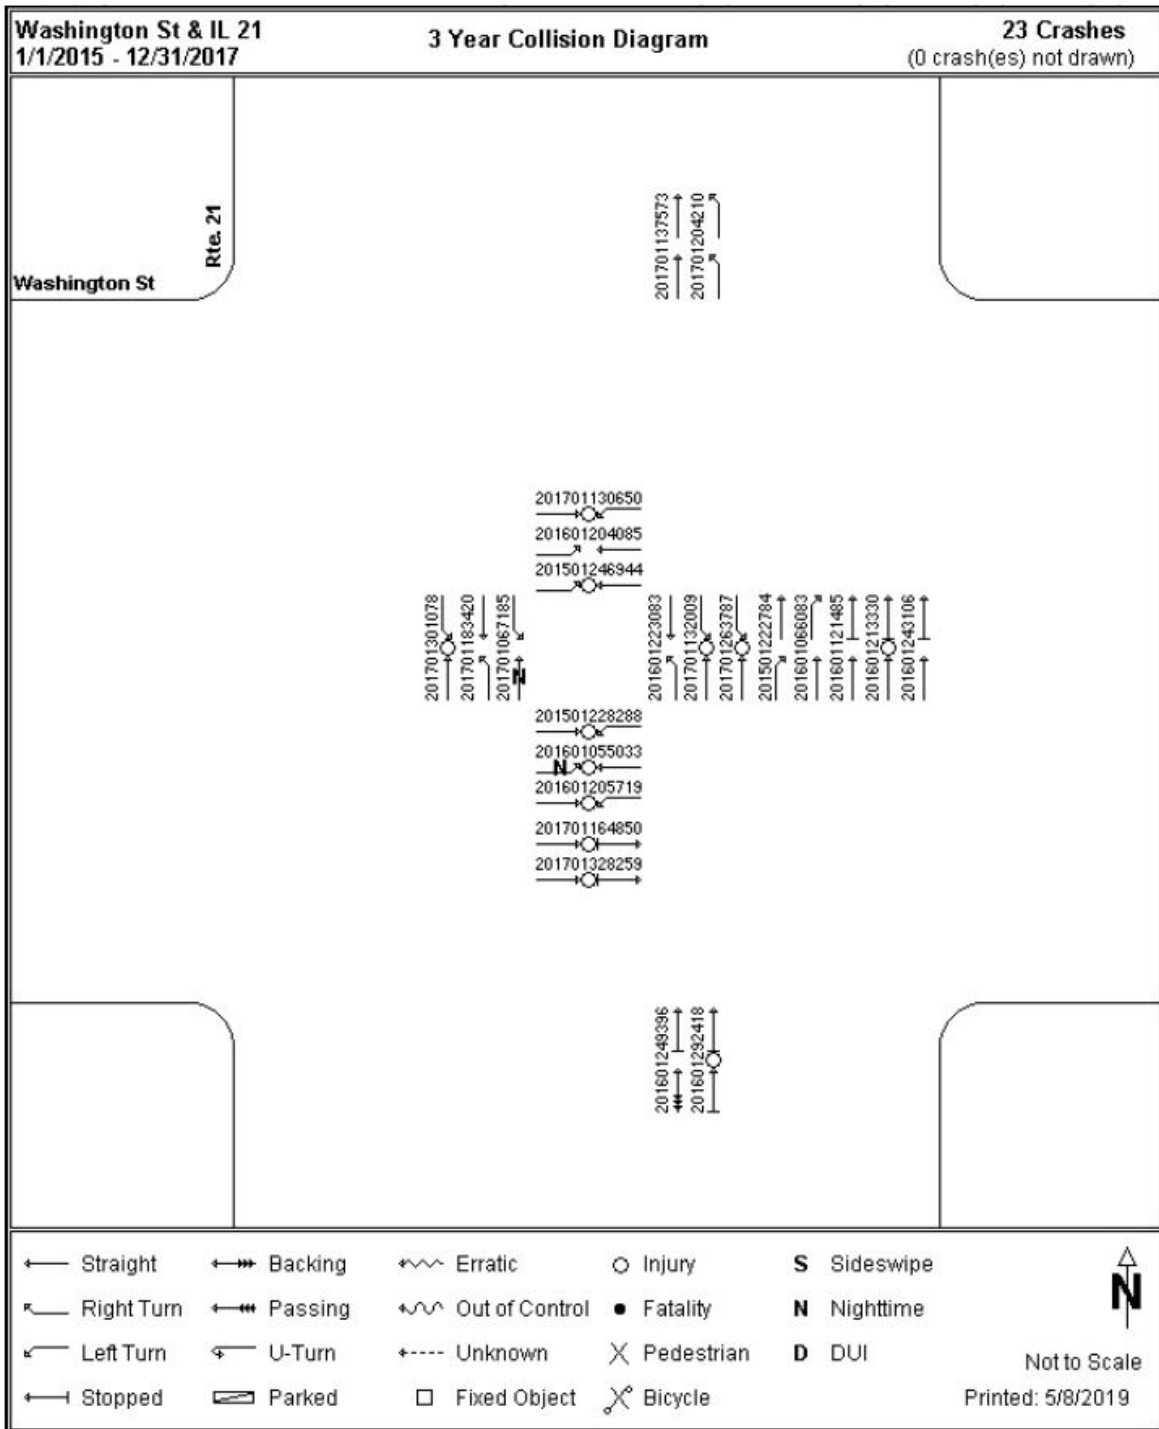 Washington St & IL 21
1/1/2015 - 12/31/2017
3 Year Collision Diagram
23 Crashes
(0 crash(es) not drawn)
Rte. 21
Washington St
201701137573
201701204210
201701130650
201601204085
201501246944
201701301078
201701183420
201701067185
N
201601223083
201701132009
201701263787
201501222784
201601066083
201601121485
201601213330
201601243106
201501228288
201601055033
N
201601205719
201701164850
201701328259
201601249396
201601292418
Straight
Backing
Erratic
Injury
S Sideswipe
Right Turn
Passing
Out of Control
Fatality
N Nighttime
Left Turn
U-Turn
Unknown
Pedestrian
D DUI
Stopped
Parked
Fixed Object
Bicycle
N
Not to Scale
Printed: 5/8/2019